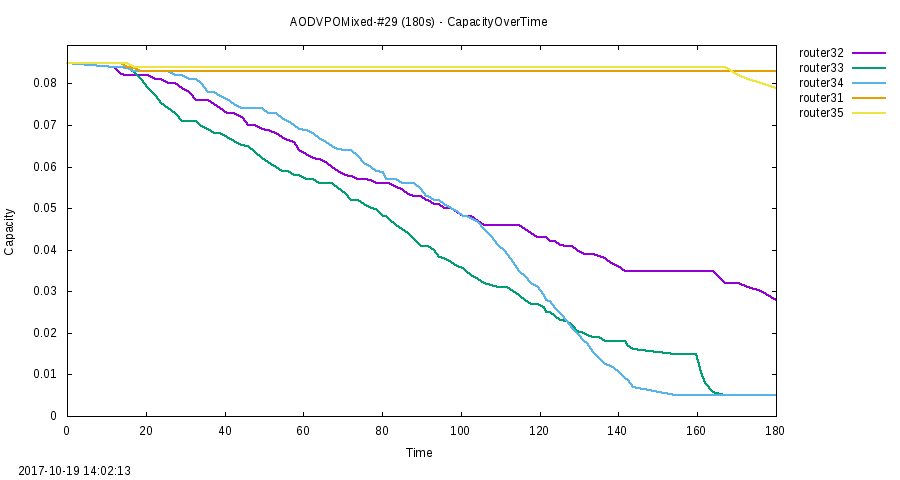 AODVPOMixed-#29 (180s) - CapacityOverTime
router32
router33
router34
router31
router35
0.08
0.07
0.06
0.05
0.04
0.03
0.02
0.01
0
Capacity
0 20 40 60 80 100 120 140 160 180
Time
2017-10-19 14:02:13